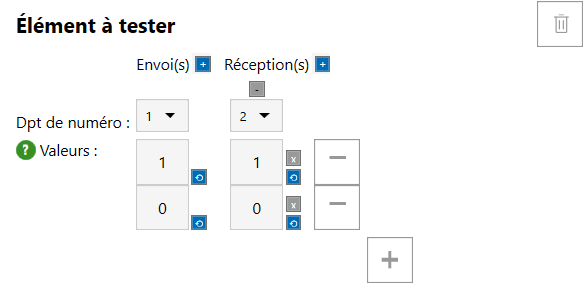 Élément à tester
Envoi(s) + Réception(s) +
-
Dpt de numéro : 1 2
? Valeurs :
1 1 x
0 0 x
+